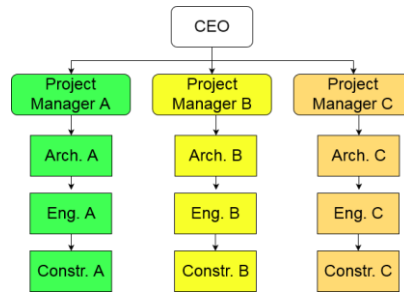 CEO
Project
Manager A
Project
Manager B
Project
Manager C
Arch. A
Arch. B
Arch. C
Eng. A
Eng. B
Eng. C
Constr. A
Constr. B
Constr. C